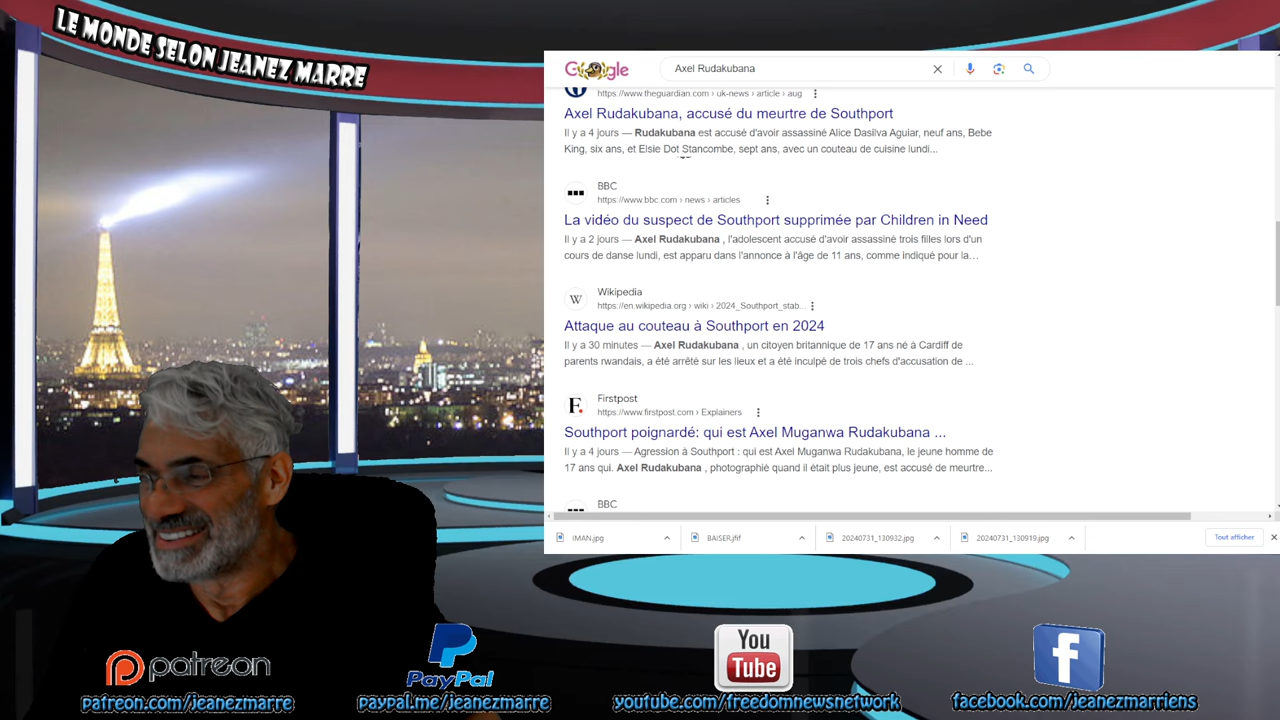 LE MONDE SELON JEANEZ MARRE
Google
Axel Rudakubana
https://www.theguardian.com › uk-news › article › aug
Axel Rudakubana, accusé du meurtre de Southport
Il y a 4 jours — Rudakubana est accusé d'avoir assassiné Alice Dasilva Aguiar, neuf ans, Bebe
King, six ans, et Elsie Dot Stancombe, sept ans, avec un couteau de cuisine lundi...
BBC
https://www.bbc.com › news › articles
La vidéo du suspect de Southport supprimée par Children in Need
Il y a 2 jours — Axel Rudakubana , l'adolescent accusé d'avoir assassiné trois filles lors d'un
cours de danse lundi, est apparu dans l'annonce à l'âge de 11 ans, comme indiqué pour la…
Wikipedia
https://en.wikipedia.org › wiki › 2024_Southport_stab...
Attaque au couteau à Southport en 2024
Il y a 30 minutes — Axel Rudakubana , un citoyen britannique de 17 ans né à Cardiff de
parents rwandais, a été arrêté sur les lieux et a été inculpé de trois chefs d'accusation de ...
Firstpost
https://www.firstpost.com › Explainers
Southport poignardé: qui est Axel Muganwa Rudakubana ...
Il y a 4 jours — Agression à Southport : qui est Axel Muganwa Rudakubana, le jeune homme de
17 ans qui. Axel Rudakubana , photographié quand il était plus jeune, est accusé de meurtre...
BBC
IMAN.jpg
BAISER.jfif
20240731_130932.jpg
20240731_130919.jpg
Tout afficher
patreon
PayPal
You
Tube
patreon.com/jeanezmarre
paypal.me/jeanezmarre
youtube.com/freedomnewsnetwork
facebook.com/jeanezmarriens